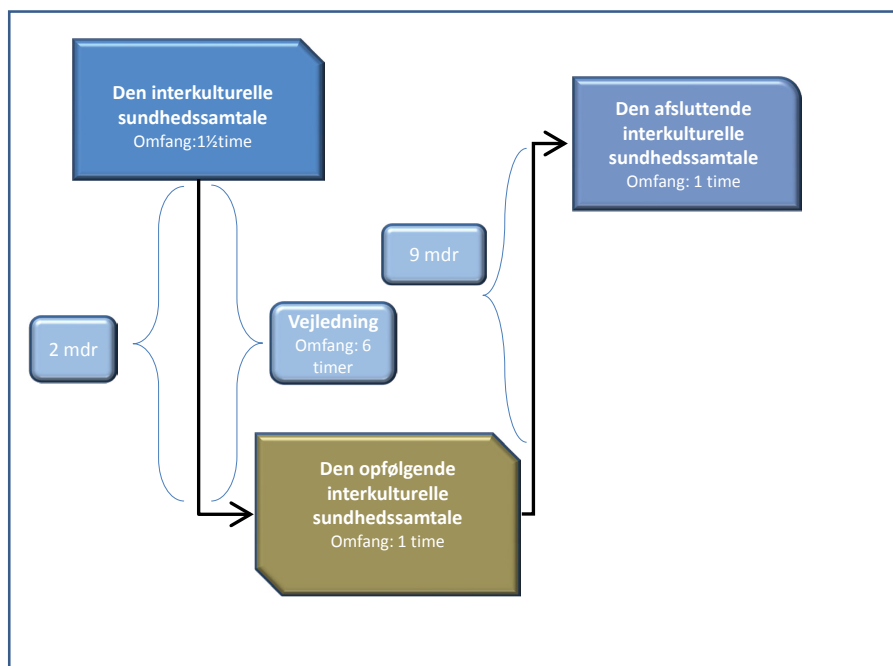 Den interkulturelle
sundhedssamtale
Omfang:1½time
2 mdr
Vejledning
Omfang: 6
timer
Den opfølgende
interkulturelle
sundhedssamtale
Omfang: 1 time
9 mdr
Den afsluttende
interkulturelle
sundhedssamtale
Omfang: 1 time